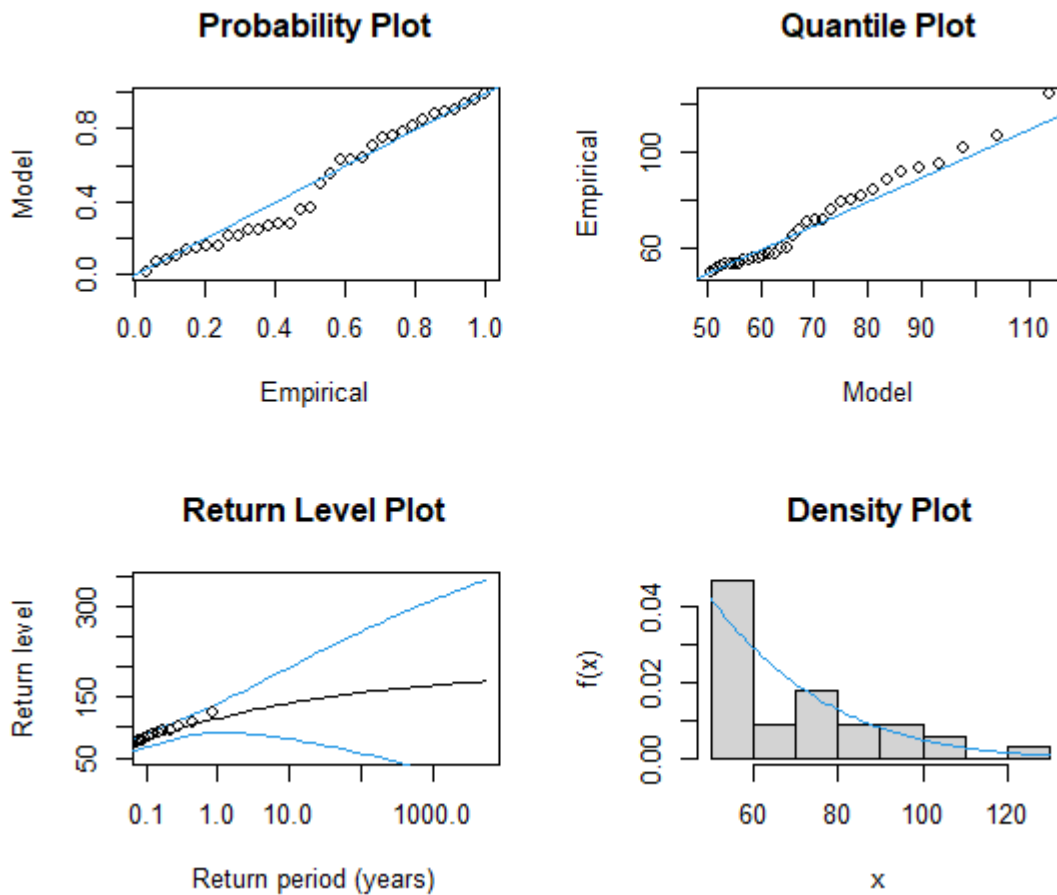 Probability Plot
Model
0.0 0.4 0.8
0.0 0.2 0.4 0.6 0.8 1.0
Empirical
Quantile Plot
Empirical
60 100
50 60 70 80 90 110
Model
Return Level Plot
Return level
50 150 300
0.1 1.0 10.0 1000.0
Return period (years)
Density Plot
f(x)
0.00 0.02 0.04
60 80 100 120
x